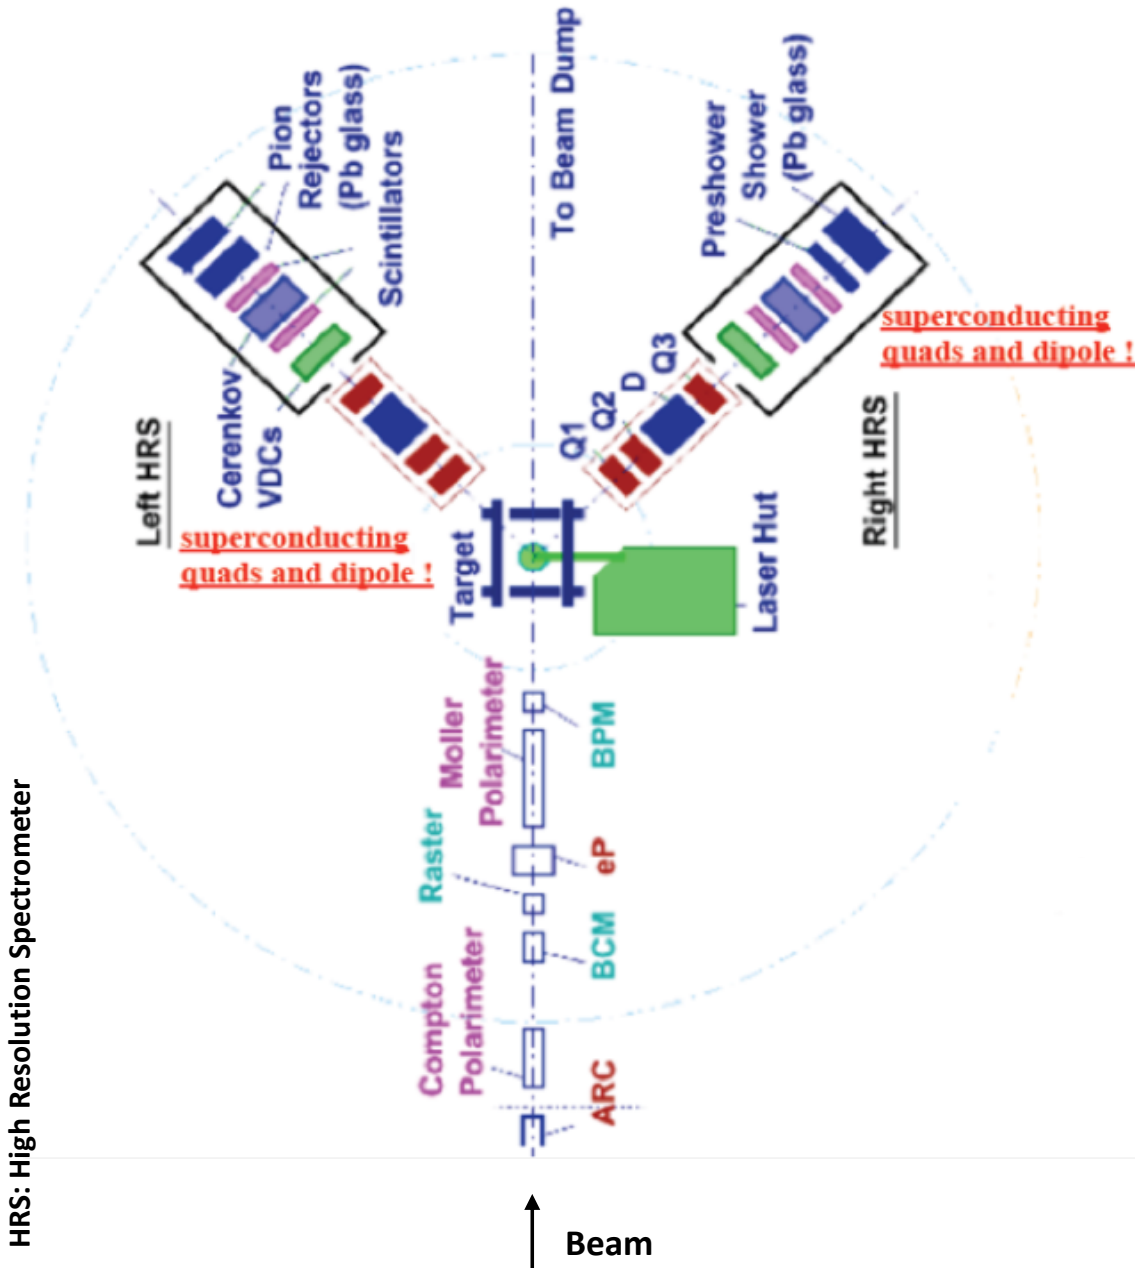 HRS: High Resolution Spectrometer
Left HRS
Cerenkov
VDCs
Pion
Rejectors
(Pb glass)
Scintillators
To Beam Dump
superconducting
quads and dipole !
Target
Q1
Q2
D
Q3
Preshower
Shower
(Pb glass)
superconducting
quads and dipole !
Right HRS
Laser Hut
Moller
Polarimeter
BPM
Raster
eP
BCM
Compton
Polarimeter
ARC
Beam